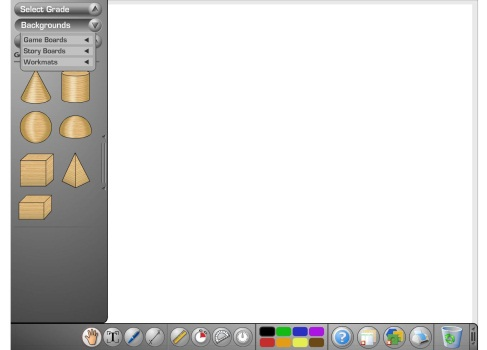 Select Grade
Backgrounds
Game Boards
Story Boards
Workmats
T
?